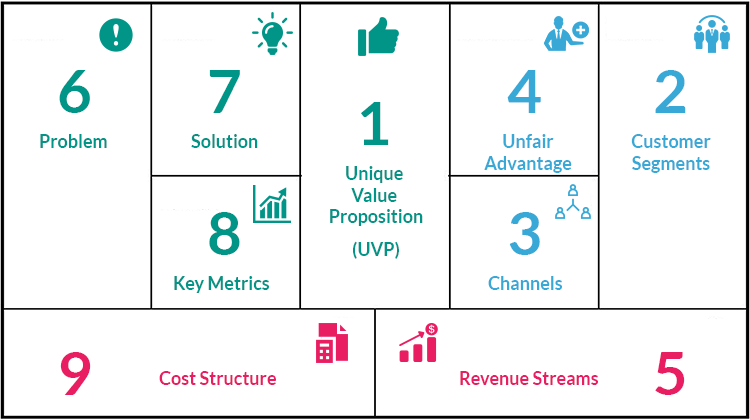 6
Problem
7
Solution
8
Key Metrics
1
Unique
Value
Proposition
(UVP)
4
Unfair
Advantage
3
Channels
2
Customer
Segments
9
Cost Structure
$
Revenue Streams
5